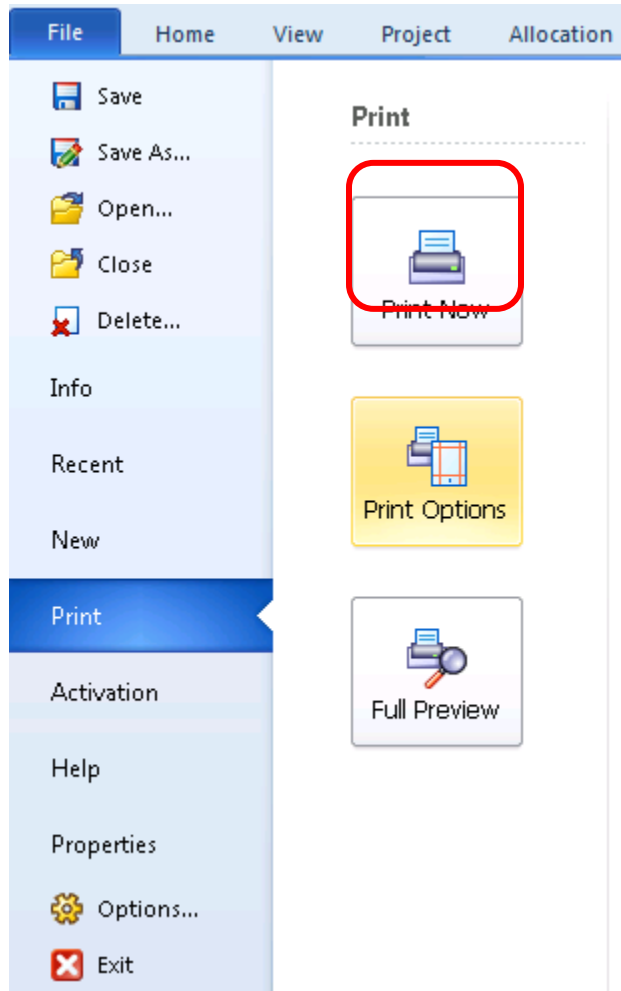 File Home View Project Allocation
Save
Save As...
Open...
Close
Delete...
Info
Recent
New
Print
Activation
Help
Properties
Options...
Exit
Print
Print Now
Print Options
Full Preview